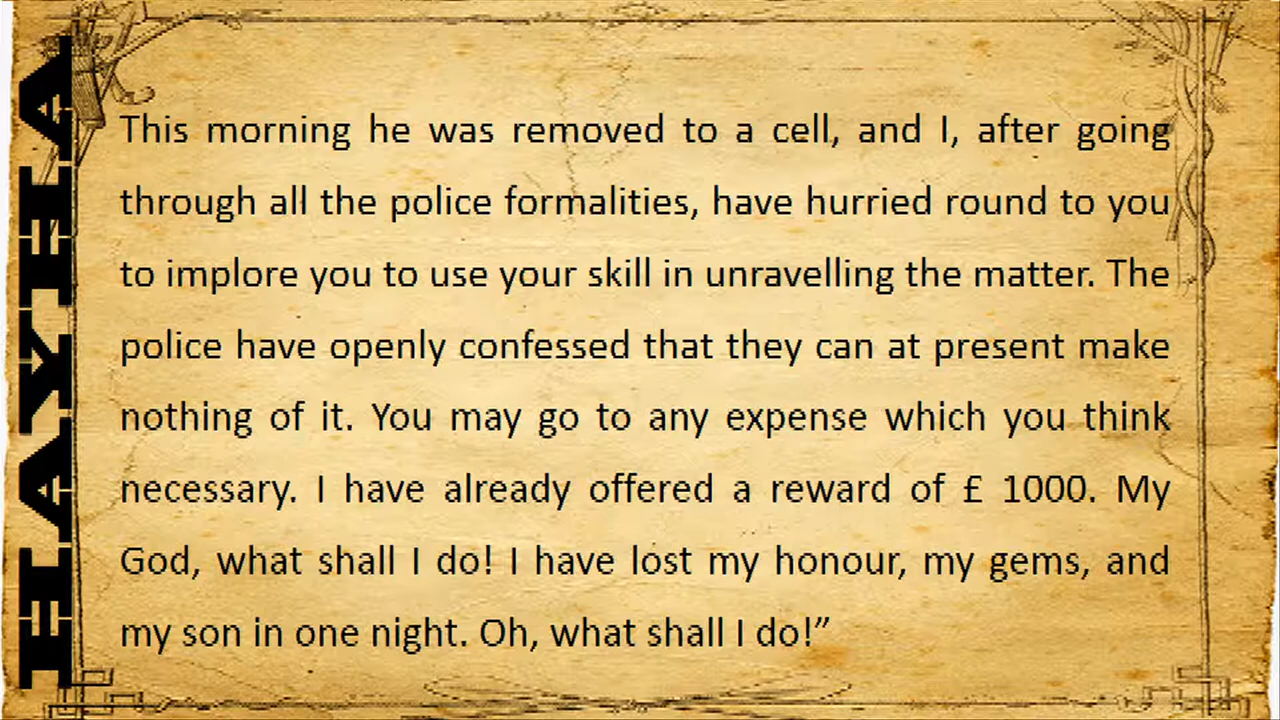 HAYHA
This morning he was removed to a cell, and I, after going
through all the police formalities, have hurried round to you
to implore you to use your skill in unravelling the matter. The
police have openly confessed that they can at present make
nothing of it. You may go to any expense which you think
necessary. I have already offered a reward of £ 1000. My
God, what shall I do! I have lost my honour, my gems, and
my son in one night. Oh, what shall I do!”